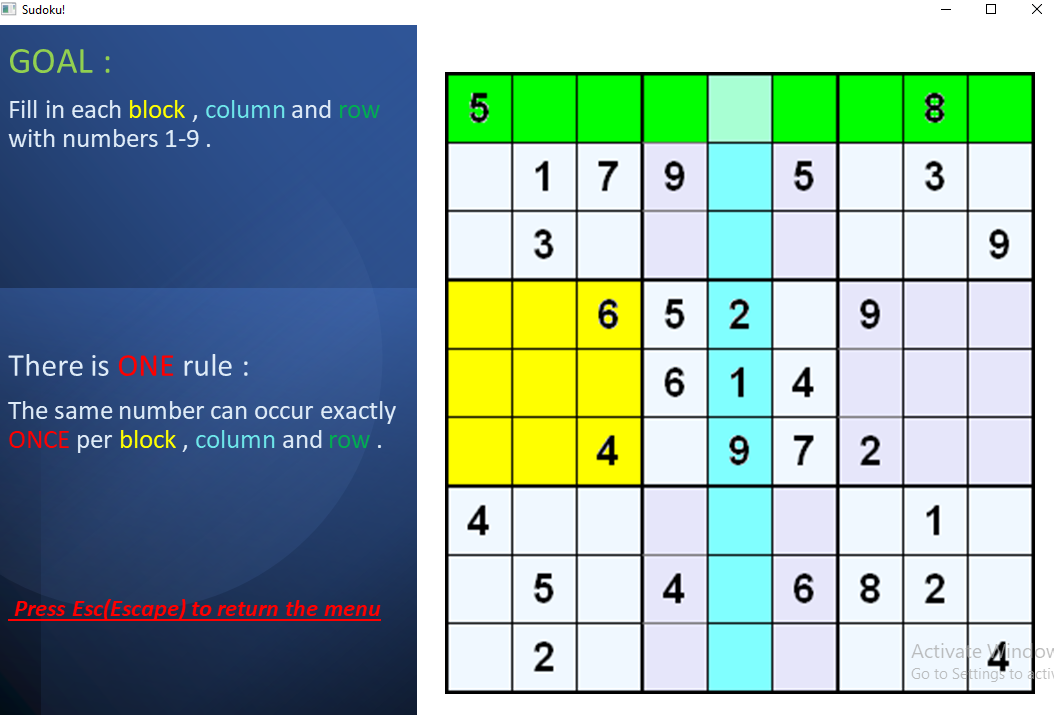 Sudoku!
GOAL :
Fill in each block , column and row
with numbers 1-9 .
There is ONE rule :
The same number can occur exactly
ONCE per block , column and row .
Press Esc(Escape) to return the menu
5 8
1 7 9 5 3
3 9
6 5 2 9
6 1 4
4 9 7 2
4 1
5 4 6 8 2
2 4
Activate Window
Go to Settings to activ